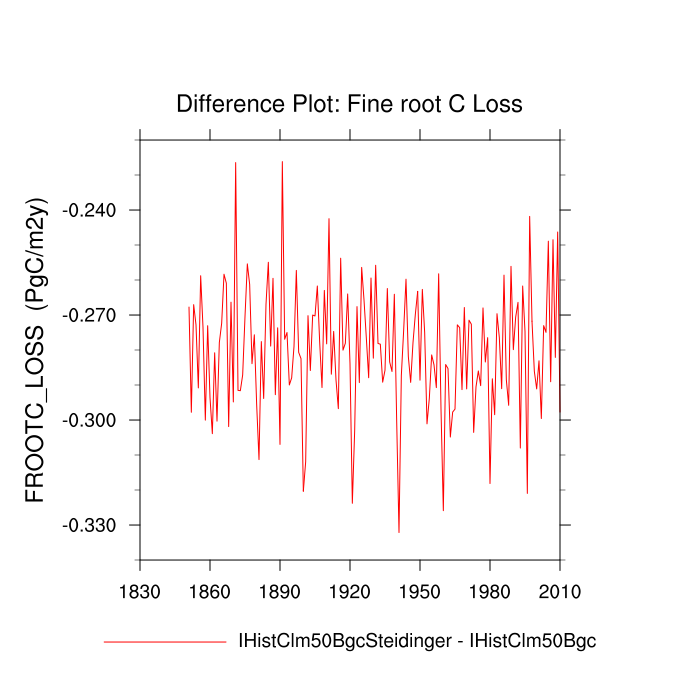 Difference Plot: Fine root C Loss
FROOTC_LOSS (PgC/m2y)
-0.240
-0.270
-0.300
-0.330
1830 1860 1890 1920 1950 1980 2010
IHistClm50BgcSteidinger - IHistClm50Bgc